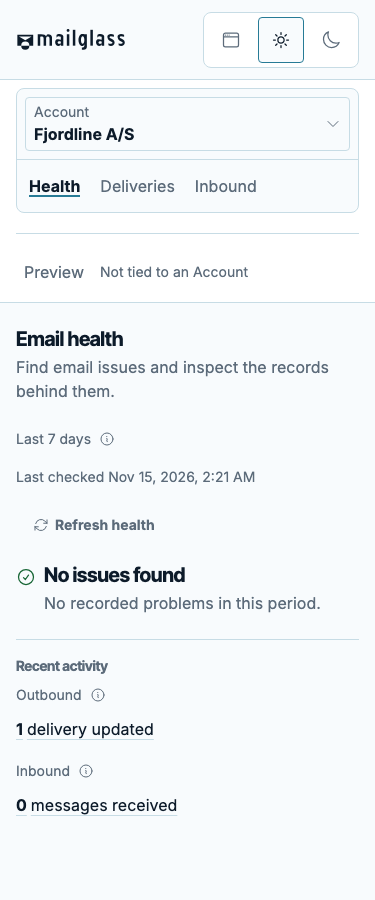 mailglass
Account
Fjordline A/S
Health Deliveries Inbound
Preview Not tied to an Account
Email health
Find email issues and inspect the records
behind them.
Last 7 days
Last checked Nov 15, 2026, 2:21 AM
Refresh health
No issues found
No recorded problems in this period.
Recent activity
Outbound
1 delivery updated
Inbound
0 messages received